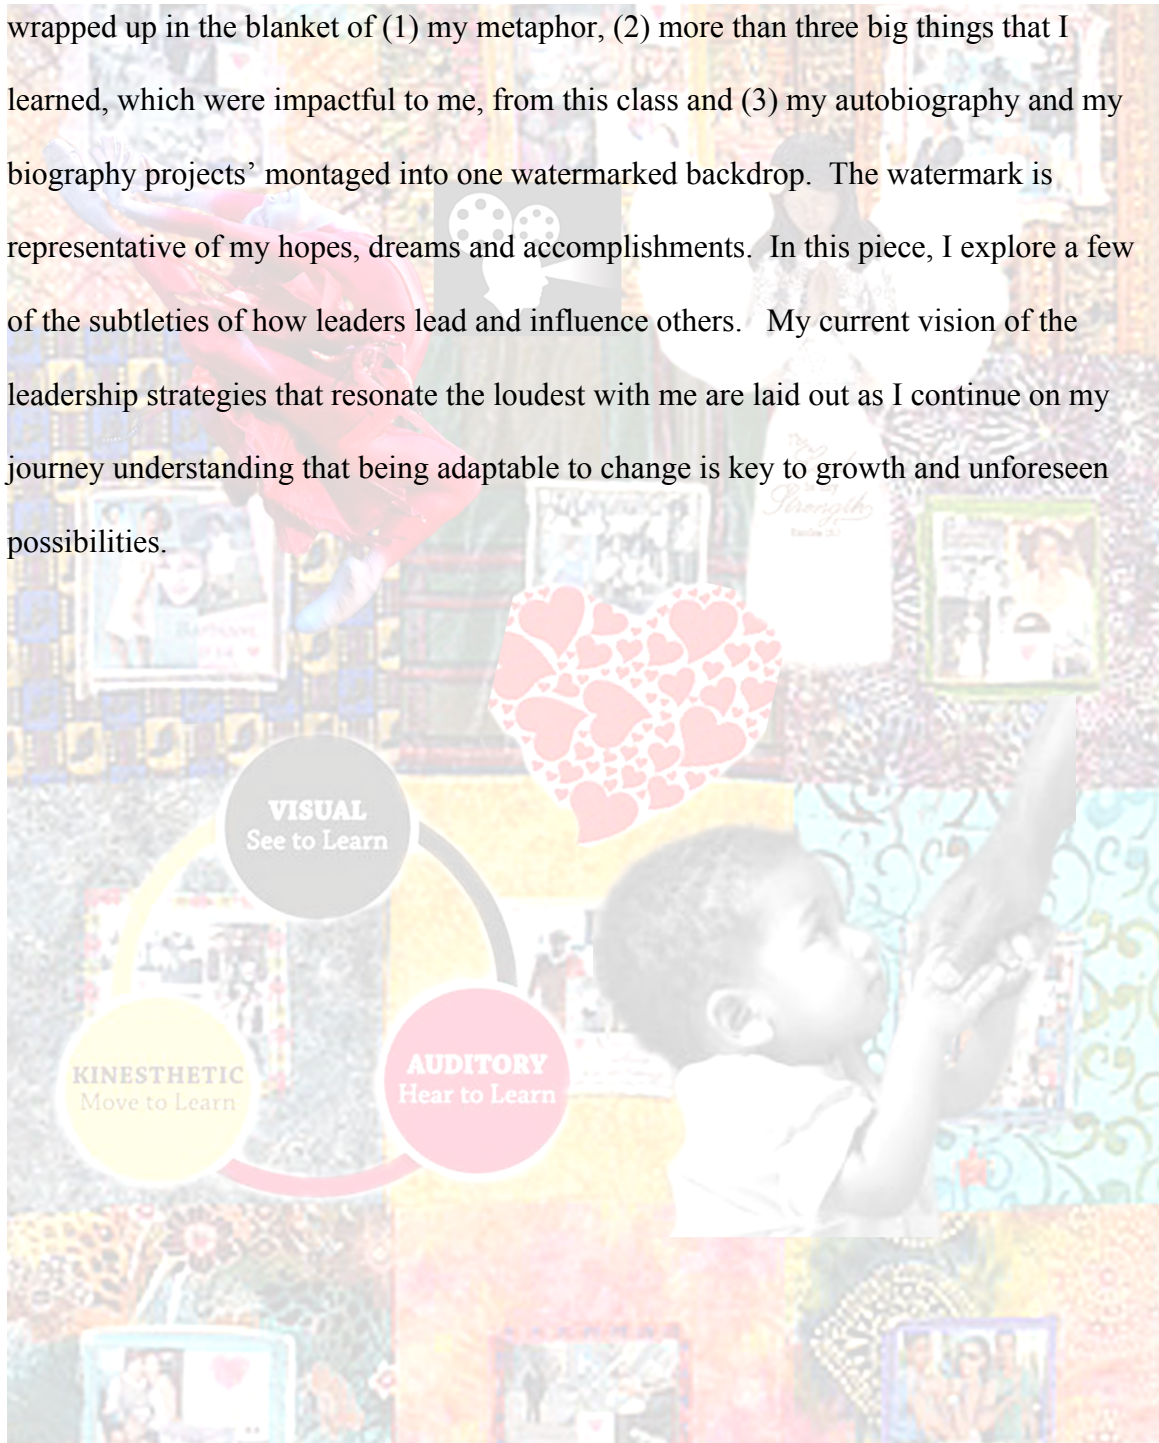 wrapped up in the blanket of (1) my metaphor, (2) more than three big things that I
learned, which were impactful to me, from this class and (3) my autobiography and my
biography projects’ montaged into one watermarked backdrop.  The watermark is
representative of my hopes, dreams and accomplishments.  In this piece, I explore a few
of the subtleties of how leaders lead and influence others.   My current vision of the
leadership strategies that resonate the loudest with me are laid out as I continue on my
journey understanding that being adaptable to change is key to growth and unforeseen
possibilities.
Strength
VISUAL
See to Learn
KINESTHETIC
Move to Learn
AUDITORY
Hear to Learn